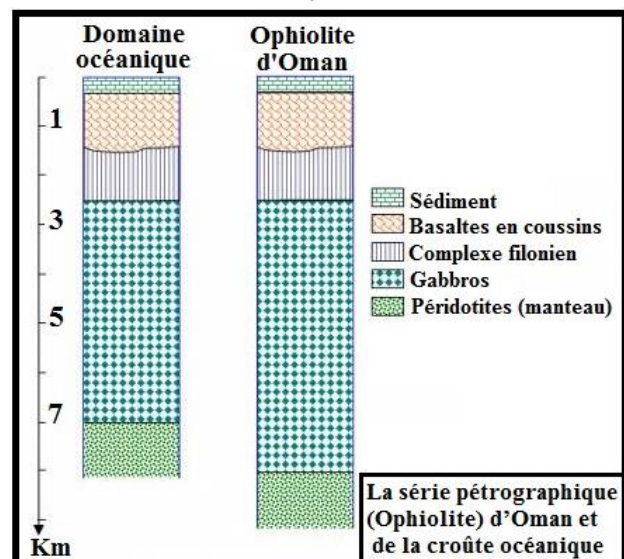 Domaine
océanique
Ophiolite
d'Oman
1
3
5
7
Km
Sédiment
Basaltes en coussins
Complexe filonien
Gabbros
Péridotites (manteau)
La série pétrographique
(Ophiolite) d’Oman et
de la croûte océanique